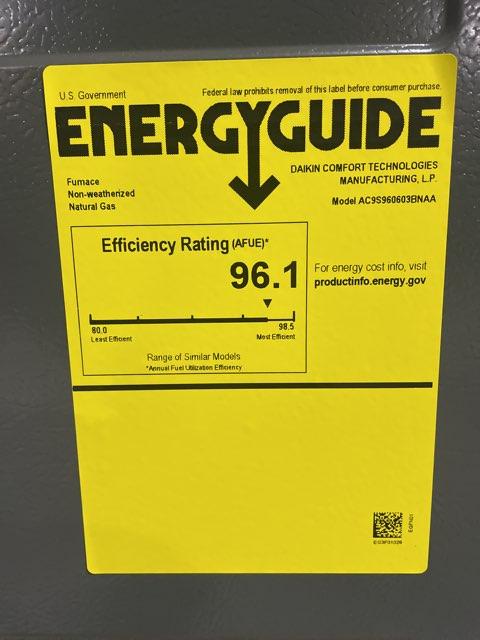 U.S. Government
Federal law prohibits removal of this label before consumer purchase.
ENERGYGUIDE
Furnace
Non-weatherized
Natural Gas
DAIKIN COMFORT TECHNOLOGIES
MANUFACTURING, L.P.
Model AC9S960603BNAA
Efficiency Rating (AFUE)*
96.1
80.0
Least Efficient
98.5
Most Efficient
Range of Similar Models
*Annual Fuel Utilization Efficiency
For energy cost info, visit
productinfo.energy.gov